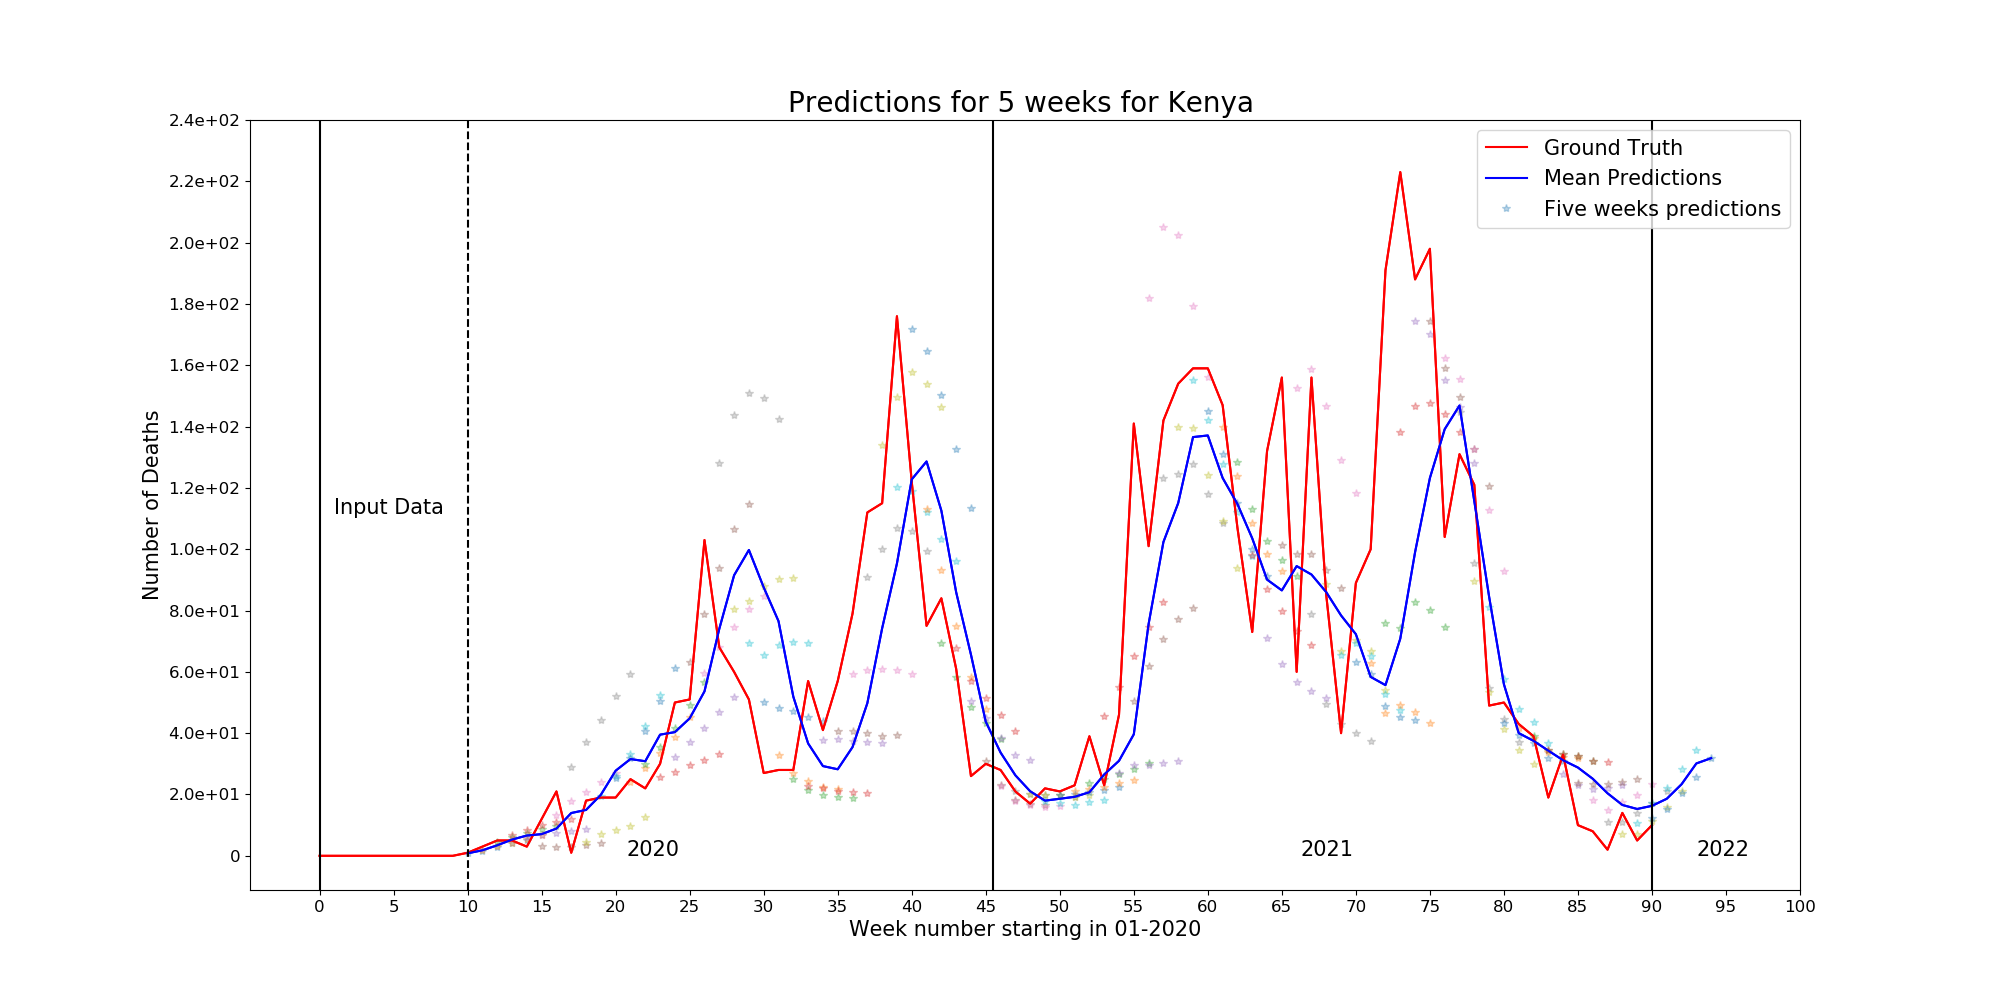 Predictions for 5 weeks for Kenya
2.4e+02
2.2e+02
2.0e+02
1.8e+02
1.6e+02
1.4e+02
1.2e+02
1.0e+02
8.0e+01
6.0e+01
4.0e+01
2.0e+01
0
Number of Deaths
Ground Truth
Mean Predictions
Five weeks predictions
Input Data
2020
2021
2022
0 5 10 15 20 25 30 35 40 45 50 55 60 65 70 75 80 85 90 95 100
Week number starting in 01-2020